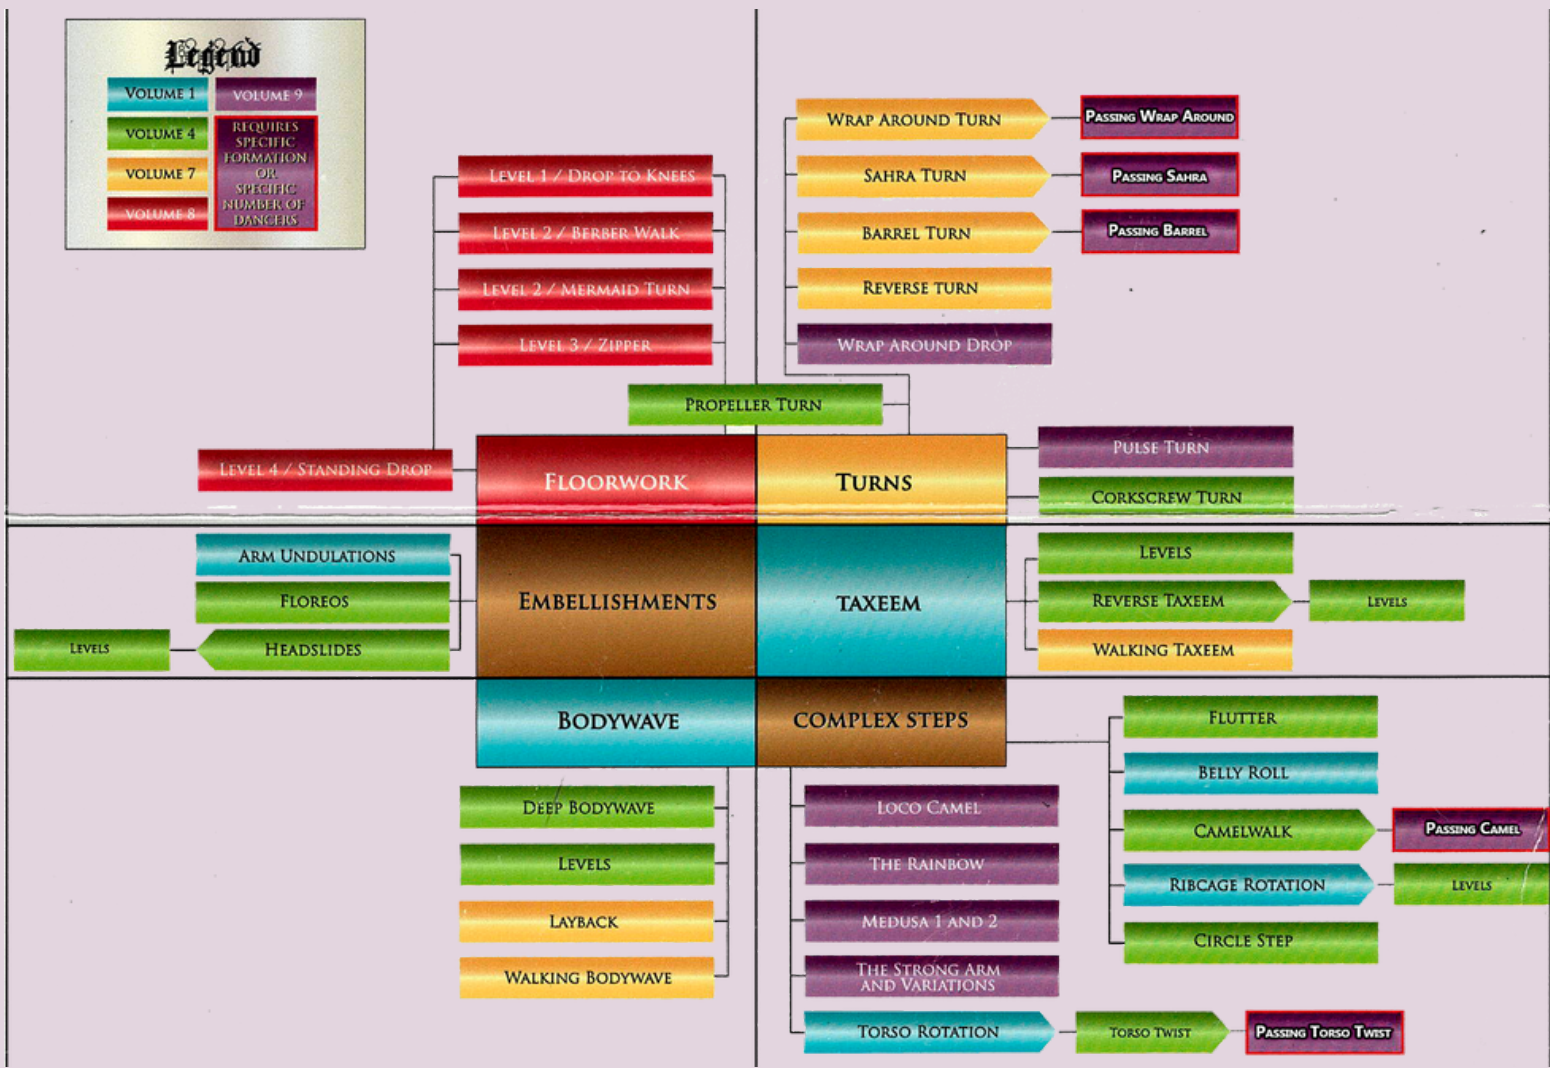 Legend
VOLUME 1
VOLUME 9
VOLUME 4
REQUIRES
SPECIFIC
FORMATION
OR
SPECIFIC
NUMBER OF
DANCERS
VOLUME 7
VOLUME 8
LEVEL 1 / DROP TO KNEES
LEVEL 2 / BERBER WALK
LEVEL 2 / MERMAID TURN
LEVEL 3 / ZIPPER
LEVEL 4 / STANDING DROP
WRAP AROUND TURN
PASSING WRAP AROUND
SAHRA TURN
PASSING SAHRA
BARREL TURN
PASSING BARREL
REVERSE TURN
WRAP AROUND DROP
PROPELLER TURN
FLOORWORK
TURNS
PULSE TURN
CORKSCREW TURN
ARM UNDULATIONS
FLOREOS
HEADSLIDES
LEVELS
EMBELLISHMENTS
TAXEEM
LEVELS
REVERSE TAXEEM
LEVELS
WALKING TAXEEM
BODYWAVE
COMPLEX STEPS
DEEP BODYWAVE
LEVELS
LAYBACK
WALKING BODYWAVE
LOCO CAMEL
THE RAINBOW
MEDUSA 1 AND 2
THE STRONG ARM
AND VARIATIONS
TORSO ROTATION
TORSO TWIST
PASSING TORSO TWIST
FLUTTER
BELLY ROLL
CAMELWALK
PASSING CAMEL
RIBCAGE ROTATION
LEVELS
CIRCLE STEP